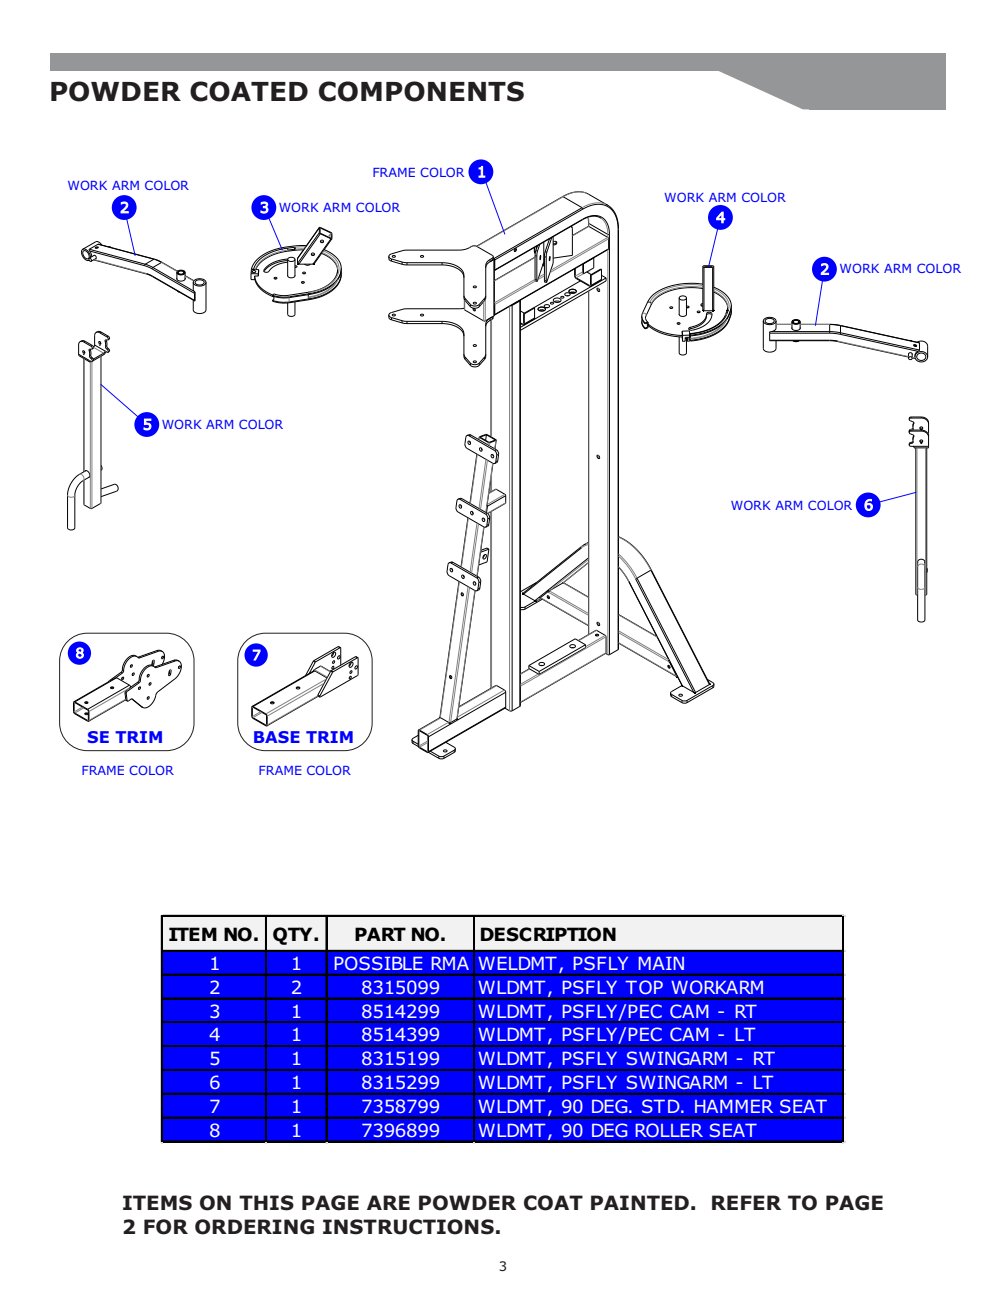 POWDER COATED COMPONENTS
FRAME COLOR 1
WORK ARM COLOR
2
3 WORK ARM COLOR
WORK ARM COLOR
4
2 WORK ARM COLOR
5 WORK ARM COLOR
WORK ARM COLOR 6
8
SE TRIM
FRAME COLOR
7
BASE TRIM
FRAME COLOR
ITEM NO. QTY. PART NO. DESCRIPTION
1 1 POSSIBLE RMA WELDMT, PSFLY MAIN
2 2 8315099 WLDMT, PSFLY TOP WORKARM
3 1 8514299 WLDMT, PSFLY/PEC CAM - RT
4 1 8514399 WLDMT, PSFLY/PEC CAM - LT
5 1 8315199 WLDMT, PSFLY SWINGARM - RT
6 1 8315299 WLDMT, PSFLY SWINGARM - LT
7 1 7358799 WLDMT, 90 DEG. STD. HAMMER SEAT
8 1 7396899 WLDMT, 90 DEG ROLLER SEAT
ITEMS ON THIS PAGE ARE POWDER COAT PAINTED. REFER TO PAGE
2 FOR ORDERING INSTRUCTIONS.
3